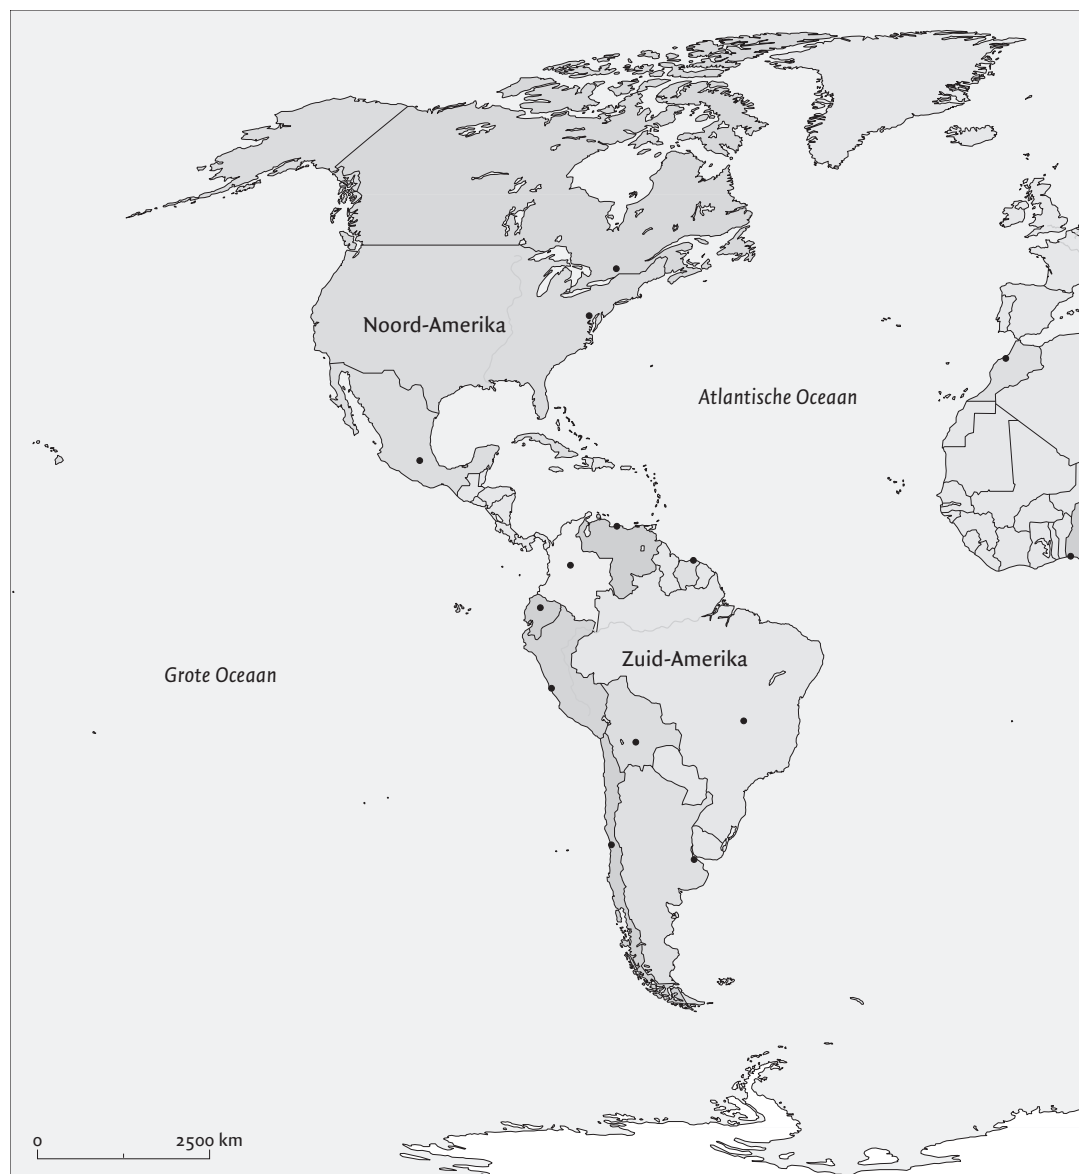 Noord-Amerika
Atlantische Oceaan
Zuid-Amerika
Grote Oceaan
0 2500 km